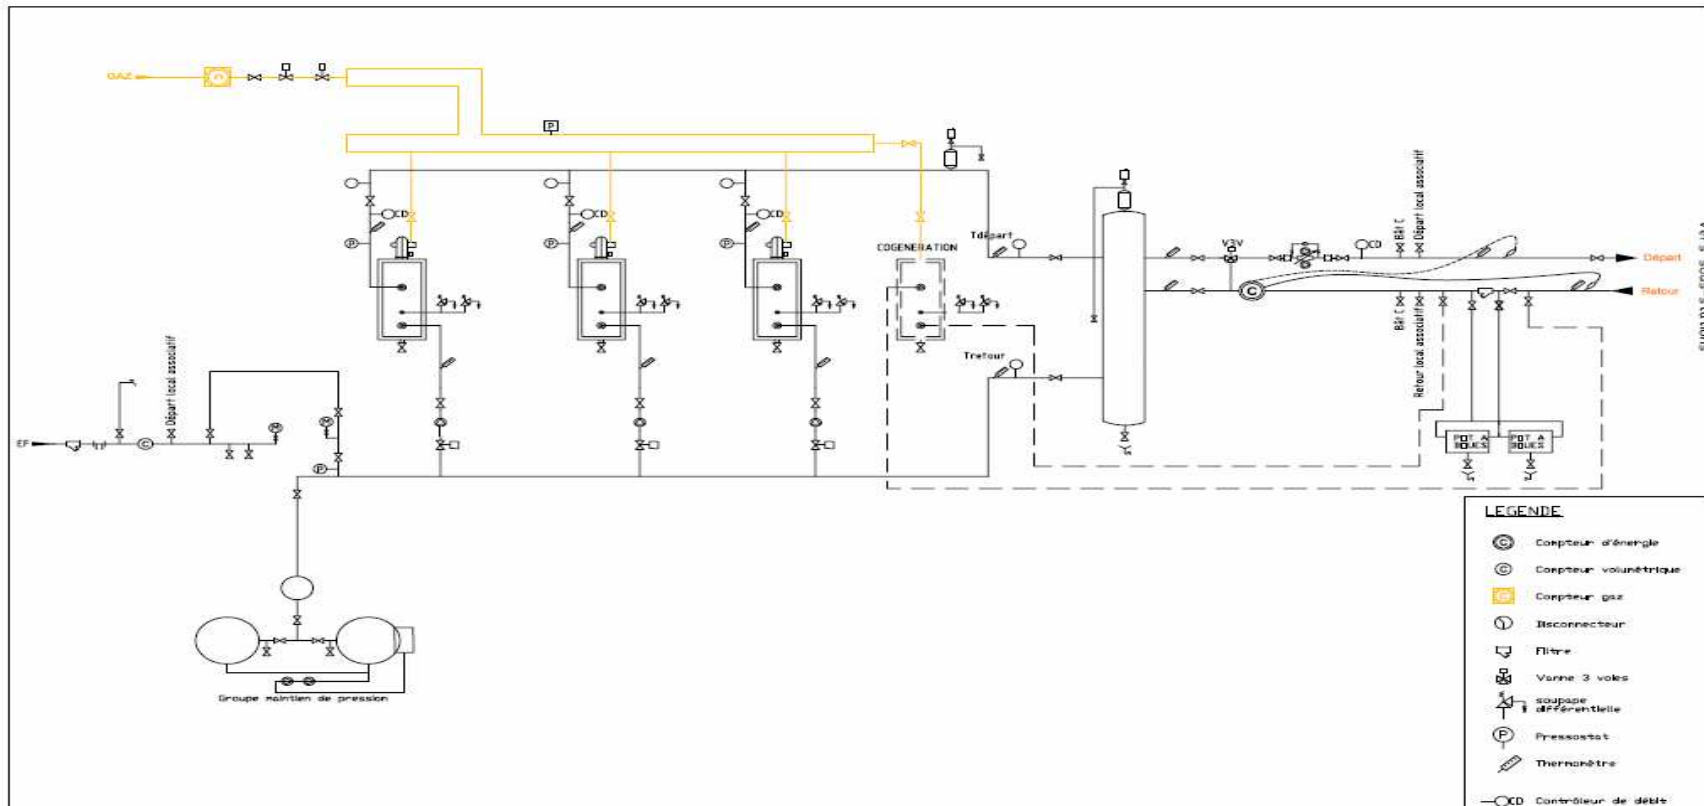 GAZ
P
CD
CD
CD
P
P
P
COGENERATION
Tdépart
Tretour
V3V
CD
Bât C
Départ local associatif
Départ
C
Retour
Bât C
Retour local associatif
POT A
BOUES
POT A
BOUES
EF
C
Départ local associatif
M
M
P
Groupe maintien de pression
LEGENDE
C Compteur d'énergie
C Compteur volumétrique
C Compteur gaz
Disconnecteur
Filtre
Vanne 3 voies
soupape
différentielle
P Pressostat
Thermomètre
CD Contrôleur de débit